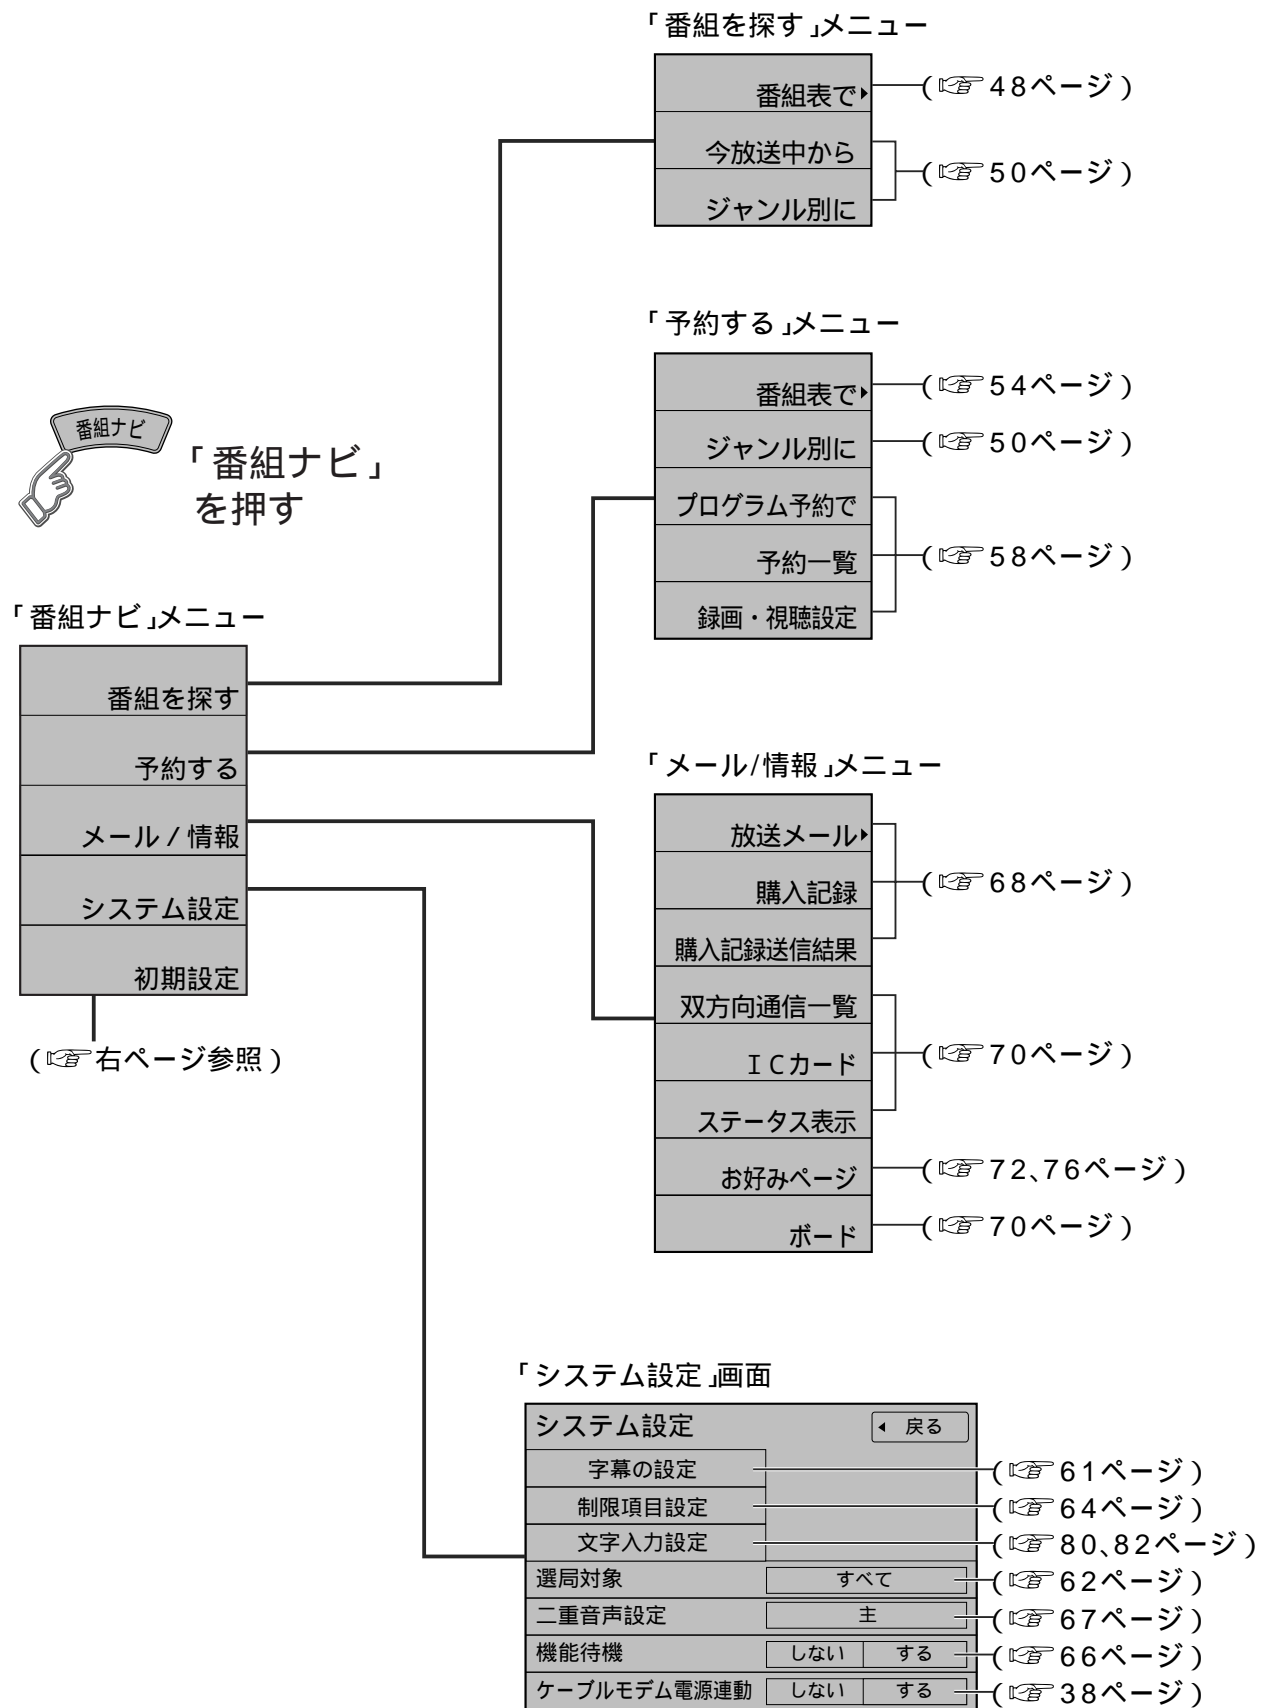 「番組を探す」メニュー
番組表で
(☞48ページ)
今放送中から
ジャンル別に
(☞50ページ)
「予約する」メニュー
番組表で
(☞54ページ)
ジャンル別に
(☞50ページ)
プログラム予約で
予約一覧
録画・視聴設定
(☞58ページ)
番組ナビ
「番組ナビ」
を押す
「番組ナビ」メニュー
番組を探す
予約する
メール/情報
システム設定
初期設定
(☞右ページ参照)
「メール/情報」メニュー
放送メール
購入記録
購入記録送信結果
(☞68ページ)
双方向通信一覧
ICカード
ステータス表示
(☞70ページ)
お好みページ
(☞72、76ページ)
ボード
(☞70ページ)
「システム設定」画面
システム設定 戻る
字幕の設定 (☞61ページ)
制限項目設定 (☞64ページ)
文字入力設定 (☞80、82ページ)
選局対象 すべて (☞62ページ)
二重音声設定 主 (☞67ページ)
機能待機 しない する (☞66ページ)
ケーブルモデム電源連動 しない する (☞38ページ)